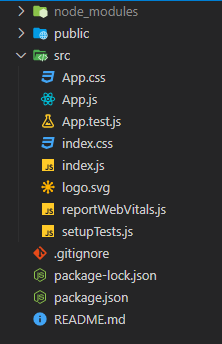 node_modules
public
src
App.css
App.js
App.test.js
index.css
index.js
logo.svg
reportWebVitals.js
setupTests.js
.gitignore
package-lock.json
package.json
README.md